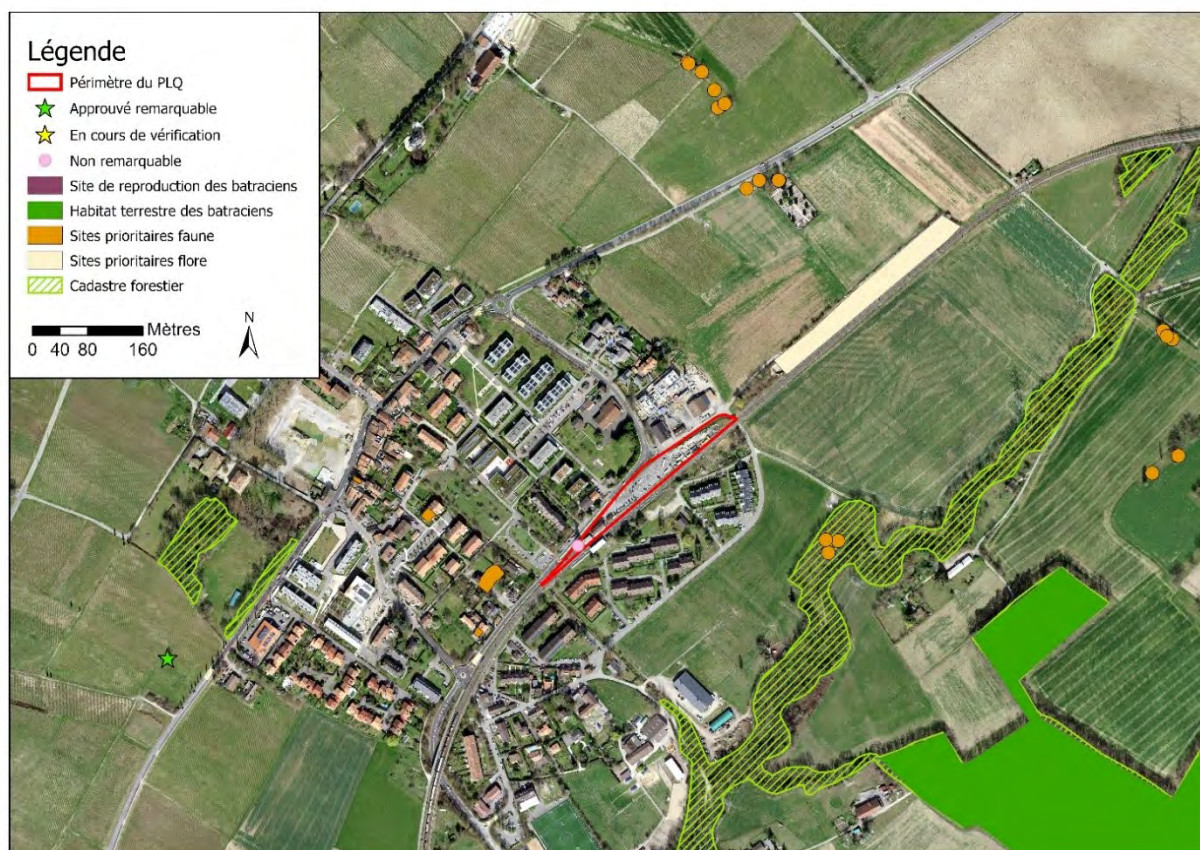 Légende
Périmètre du PLQ
Approuvé remarquable
En cours de vérification
Non remarquable
Site de reproduction des batraciens
Habitat terrestre des batraciens
Sites prioritaires faune
Sites prioritaires flore
Cadastre forestier
Mètres
0 40 80 160
N